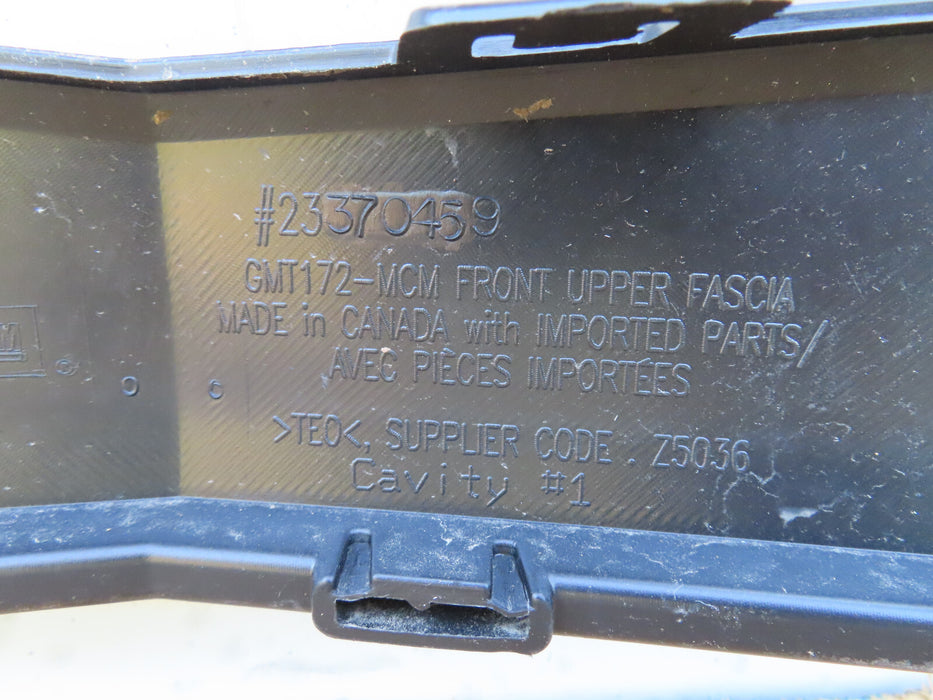 #23370459
GMT172-MCM FRONT UPPER FASCIA
MADE in CANADA with IMPORTED PARTS/
AVEC PIÈCES IMPORTÉES
>TEO<, SUPPLIER CODE . Z5036
Cavity #1